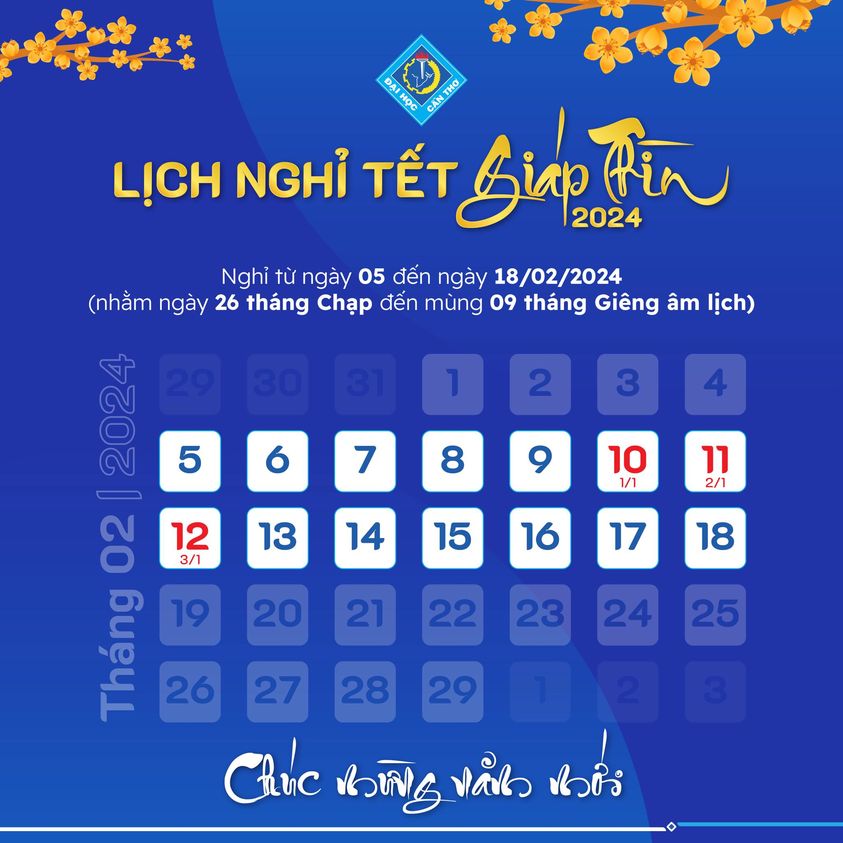 ĐẠI HỌC CẦN THƠ
LỊCH NGHỈ TẾT Giáp Thìn
2024
Nghỉ từ ngày 05 đến ngày 18/02/2024
(nhằm ngày 26 tháng Chạp đến mùng 09 tháng Giêng âm lịch)
Tháng 02 | 2024
29 30 31 1 2 3 4
5 6 7 8 9 10 11
1/1 2/1
12 13 14 15 16 17 18
3/1
19 20 21 22 23 24 25
26 27 28 29 1 2 3
Chúc mừng năm mới